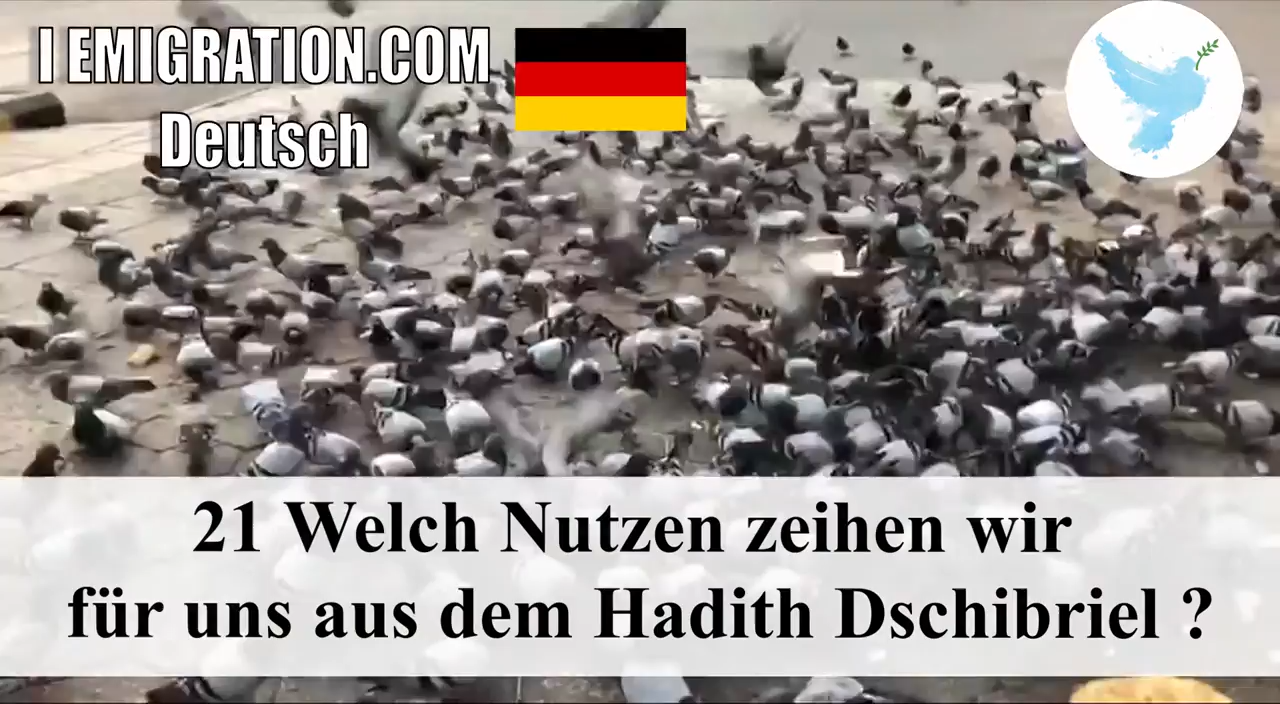 I EMIGRATION.COM
Deutsch
21 Welch Nutzen zeihen wir
für uns aus dem Hadith Dschibriel ?